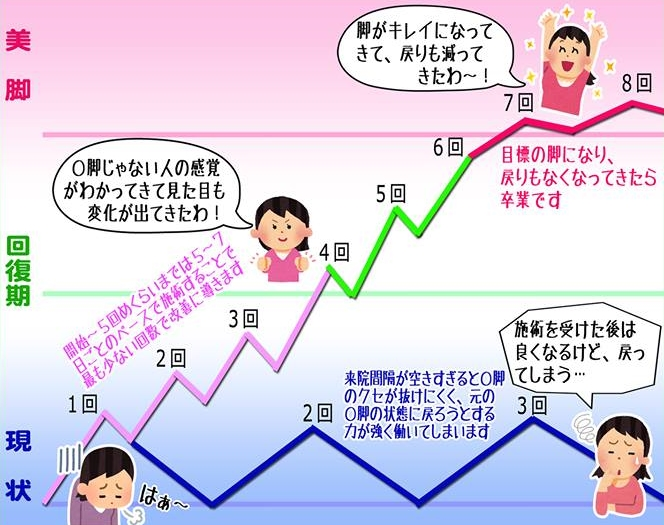 美脚
脚がキレイになって
きて、戻りも減って
きたわ〜！
7回
8回
6回
目標の脚になり、
戻りもなくなってきたら
卒業です
〇脚じゃない人の感覚
がわかってきて見た目も
変化が出てきたわ！
5回
回復期
4回
開始〜5回めくらいまでは5〜7
日ごとのペースで施術することで
最も少ない回数で改善に導きます
3回
2回
1回
施術を受けた後は
良くなるけど、戻っ
てしまう…
来院間隔が空きすぎると〇脚
のクセが抜けにくく、元の
〇脚の状態に戻ろうとする
力が強く働いてしまいます
2回
3回
現状
はぁ〜